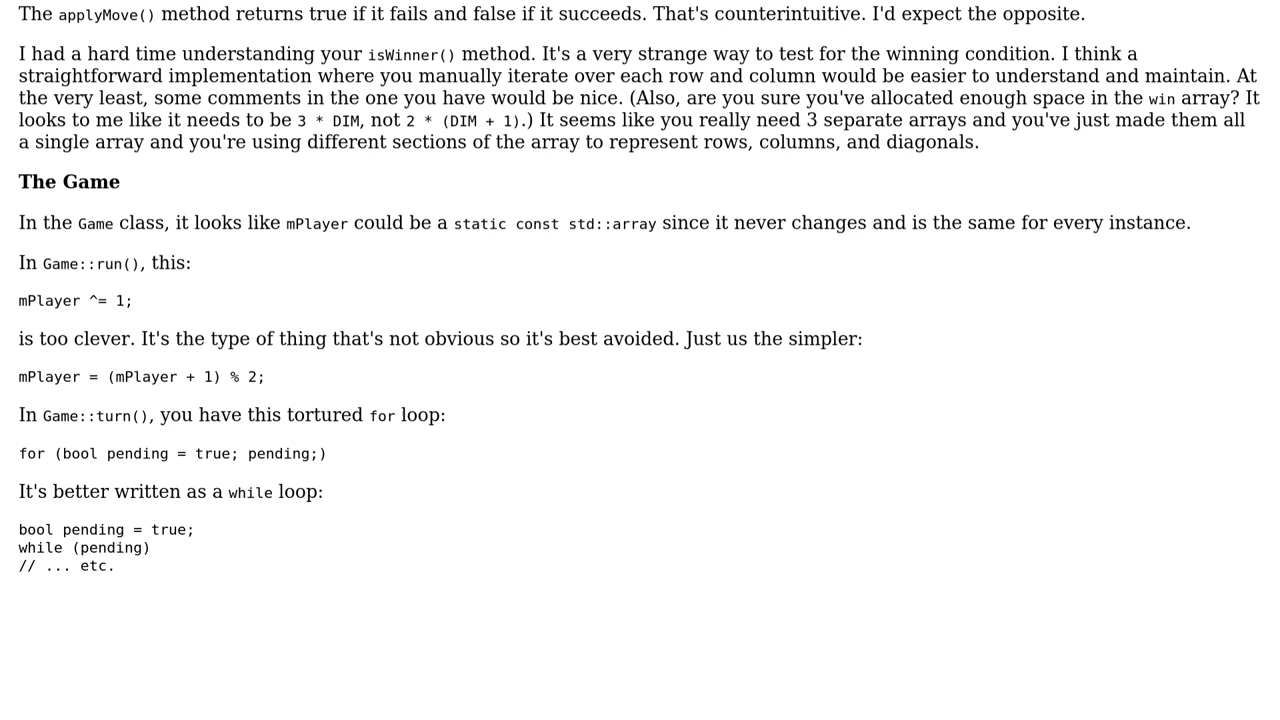 The applyMove() method returns true if it fails and false if it succeeds. That's counterintuitive. I'd expect the opposite.
I had a hard time understanding your isWinner() method. It's a very strange way to test for the winning condition. I think a
straightforward implementation where you manually iterate over each row and column would be easier to understand and maintain. At
the very least, some comments in the one you have would be nice. (Also, are you sure you've allocated enough space in the win array? It
looks to me like it needs to be 3 * DIM, not 2 * (DIM + 1).) It seems like you really need 3 separate arrays and you've just made them all
a single array and you're using different sections of the array to represent rows, columns, and diagonals.
The Game
In the Game class, it looks like mPlayer could be a static const std::array since it never changes and is the same for every instance.
In Game::run(), this:
mPlayer ^= 1;
is too clever. It's the type of thing that's not obvious so it's best avoided. Just us the simpler:
mPlayer = (mPlayer + 1) % 2;
In Game::turn(), you have this tortured for loop:
for (bool pending = true; pending;)
It's better written as a while loop:
bool pending = true;
while (pending)
// ... etc.